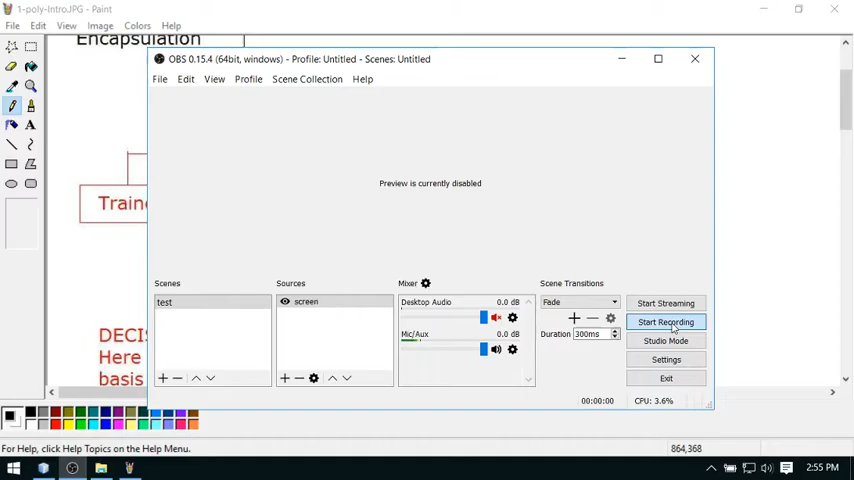 1-poly-Intro.JPG - Paint
File Edit View Image Colors Help
Encapsulation
OBS 0.15.4 (64bit, windows) - Profile: Untitled - Scenes: Untitled
File Edit View Profile Scene Collection Help
Preview is currently disabled
Scenes Sources Mixer Scene Transitions
test
screen
Desktop Audio 0.0 dB
Mic/Aux 0.0 dB
Fade
Duration 300ms
Start Streaming
Start Recording
Studio Mode
Settings
Exit
00:00:00 CPU: 3.6%
DECIS
Here
basis
For Help, click Help Topics on the Help Menu. 864,368
2:55 PM